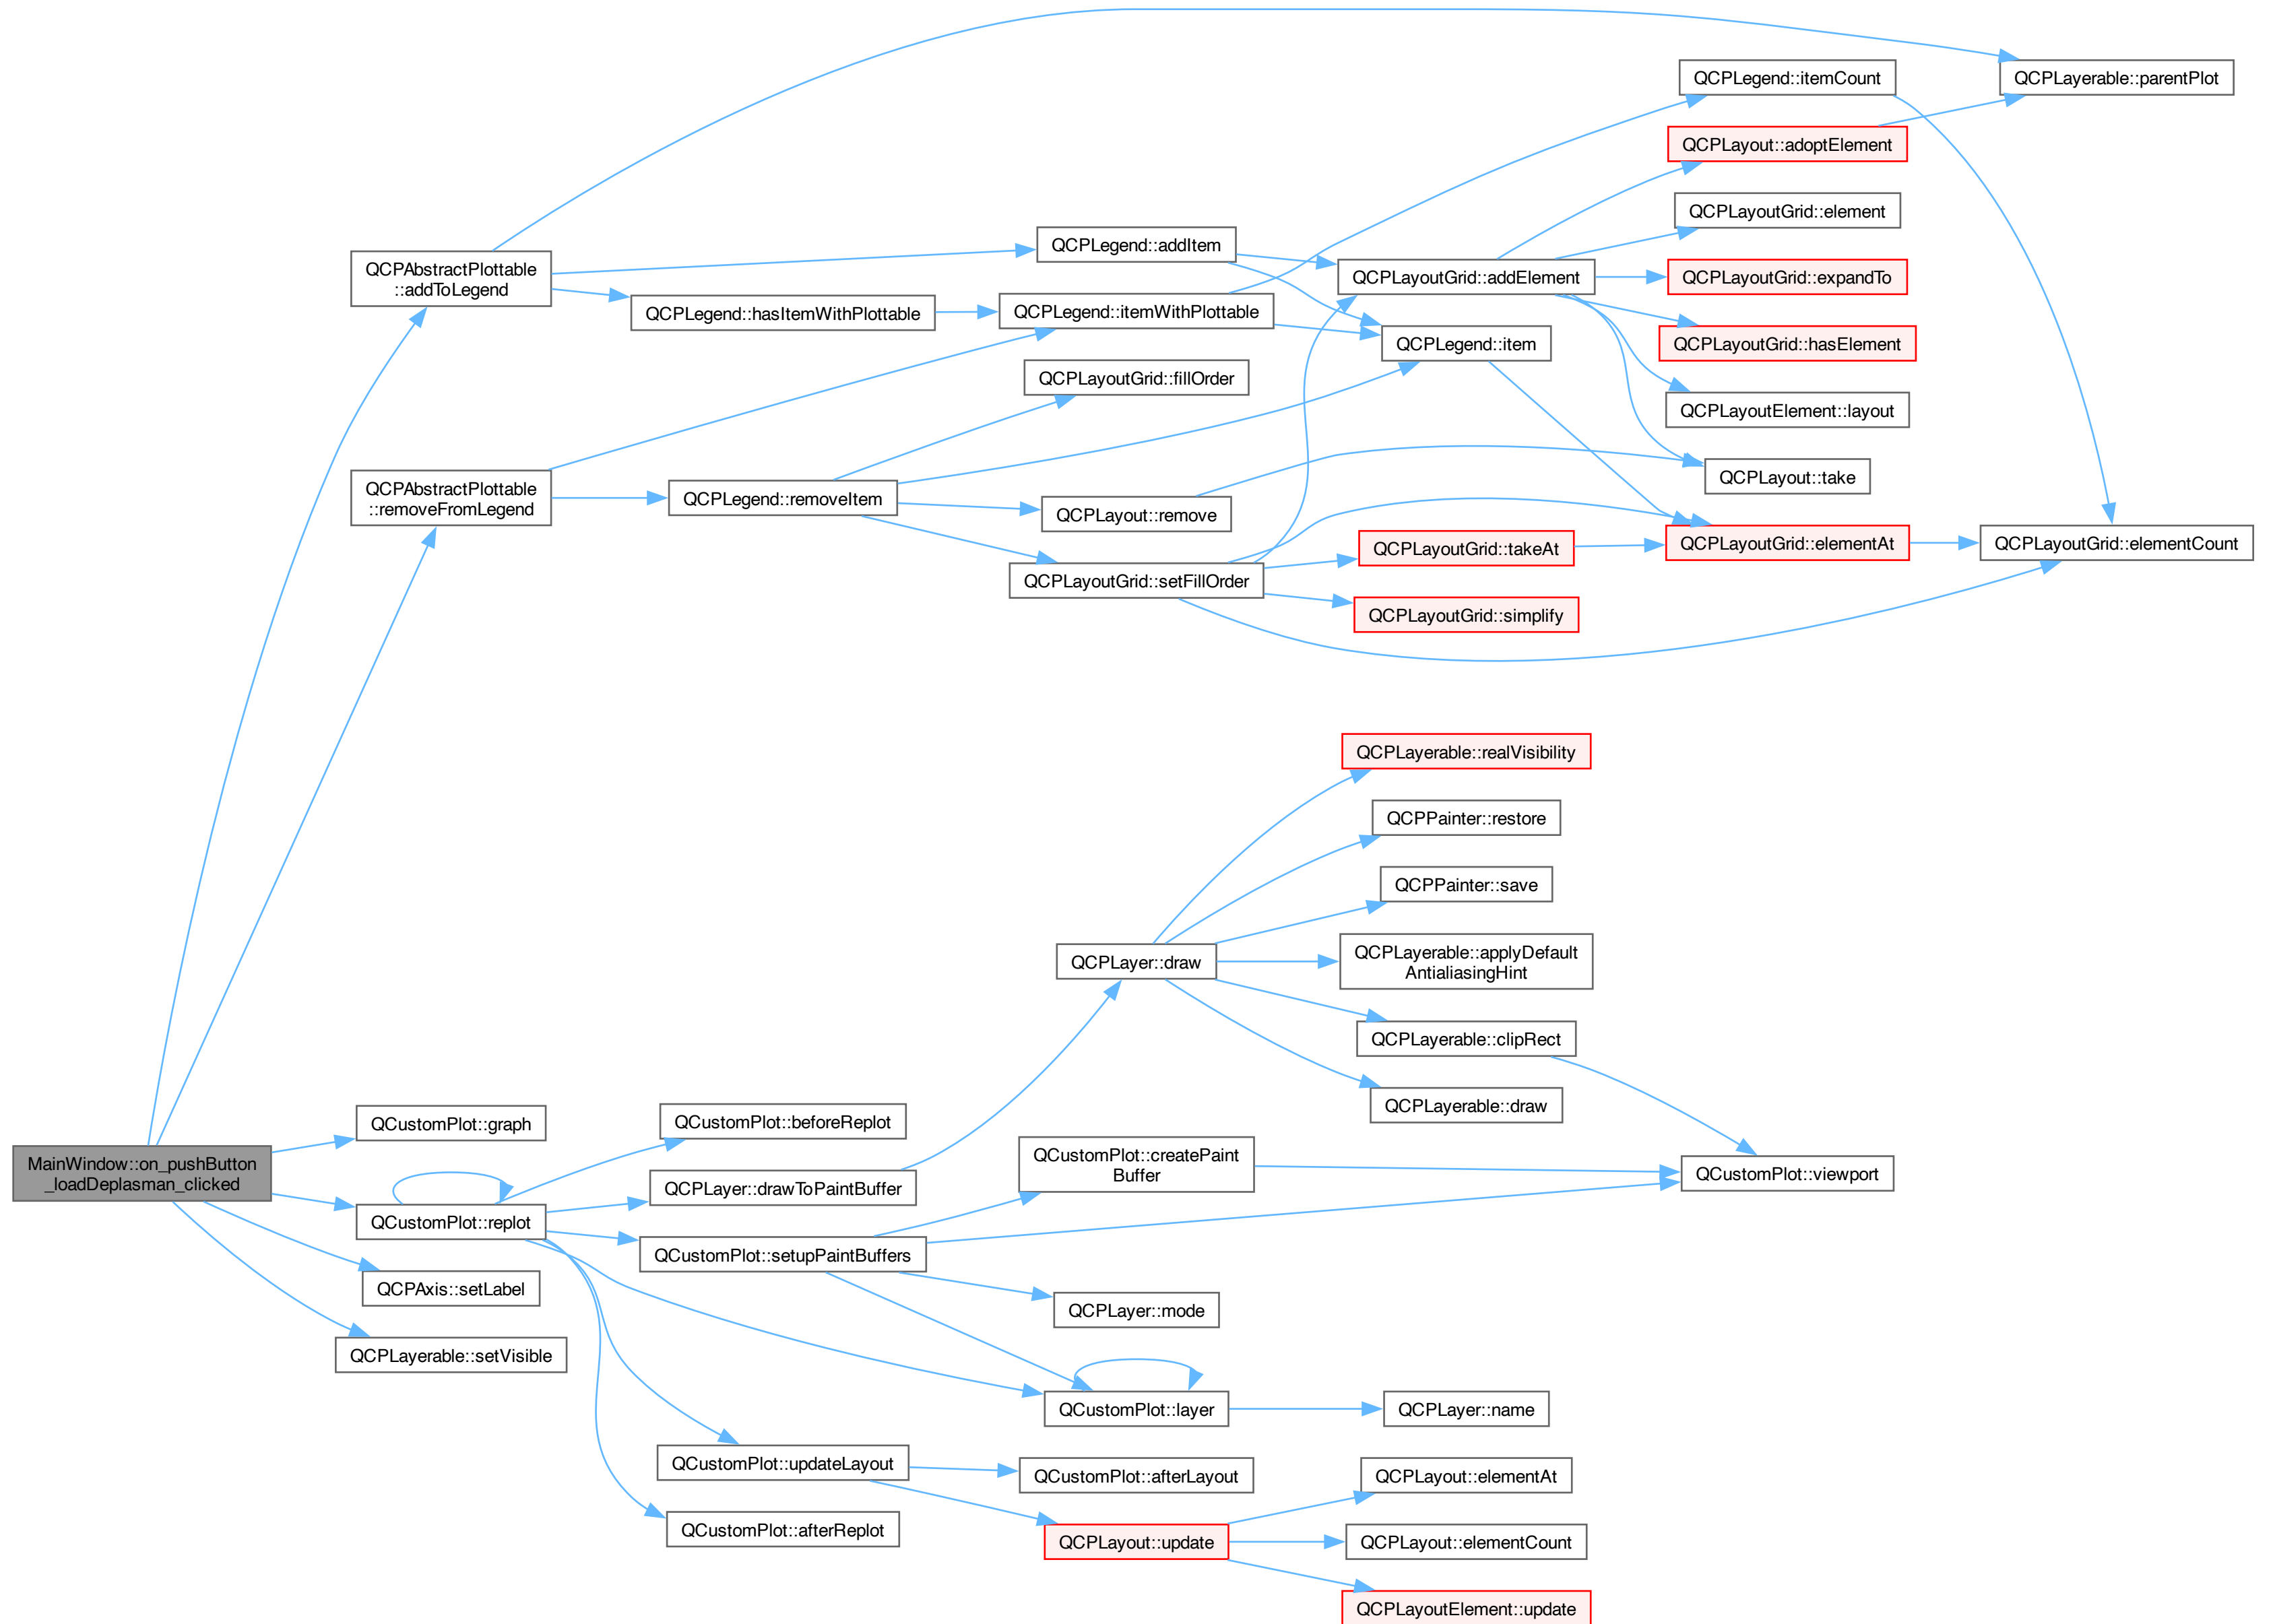 QCPLegend::itemCount
QCPLayerable::parentPlot
QCPLayout::adoptElement
QCPLayoutGrid::element
QCPAbstractPlottable
::addToLegend
QCPLegend::addItem
QCPLayoutGrid::addElement
QCPLayoutGrid::expandTo
QCPLegend::hasItemWithPlottable
QCPLegend::itemWithPlottable
QCPLegend::item
QCPLayoutGrid::hasElement
QCPLayoutGrid::fillOrder
QCPLayoutElement::layout
QCPLayout::take
QCPAbstractPlottable
::removeFromLegend
QCPLegend::removeItem
QCPLayout::remove
QCPLayoutGrid::takeAt
QCPLayoutGrid::elementAt
QCPLayoutGrid::elementCount
QCPLayoutGrid::setFillOrder
QCPLayoutGrid::simplify
QCPLayerable::realVisibility
QCPPainter::restore
QCPPainter::save
QCPLayer::draw
QCPLayerable::applyDefault
AntialiasingHint
QCPLayerable::clipRect
QCPLayerable::draw
QCustomPlot::graph
QCustomPlot::beforeReplot
MainWindow::on_pushButton
_loadDeplasman_clicked
QCustomPlot::createPaint
Buffer
QCustomPlot::viewport
QCPLayer::drawToPaintBuffer
QCustomPlot::replot
QCustomPlot::setupPaintBuffers
QCPAxis::setLabel
QCPLayer::mode
QCPLayerable::setVisible
QCustomPlot::layer
QCPLayer::name
QCustomPlot::updateLayout
QCustomPlot::afterLayout
QCPLayout::elementAt
QCustomPlot::afterReplot
QCPLayout::update
QCPLayout::elementCount
QCPLayoutElement::update